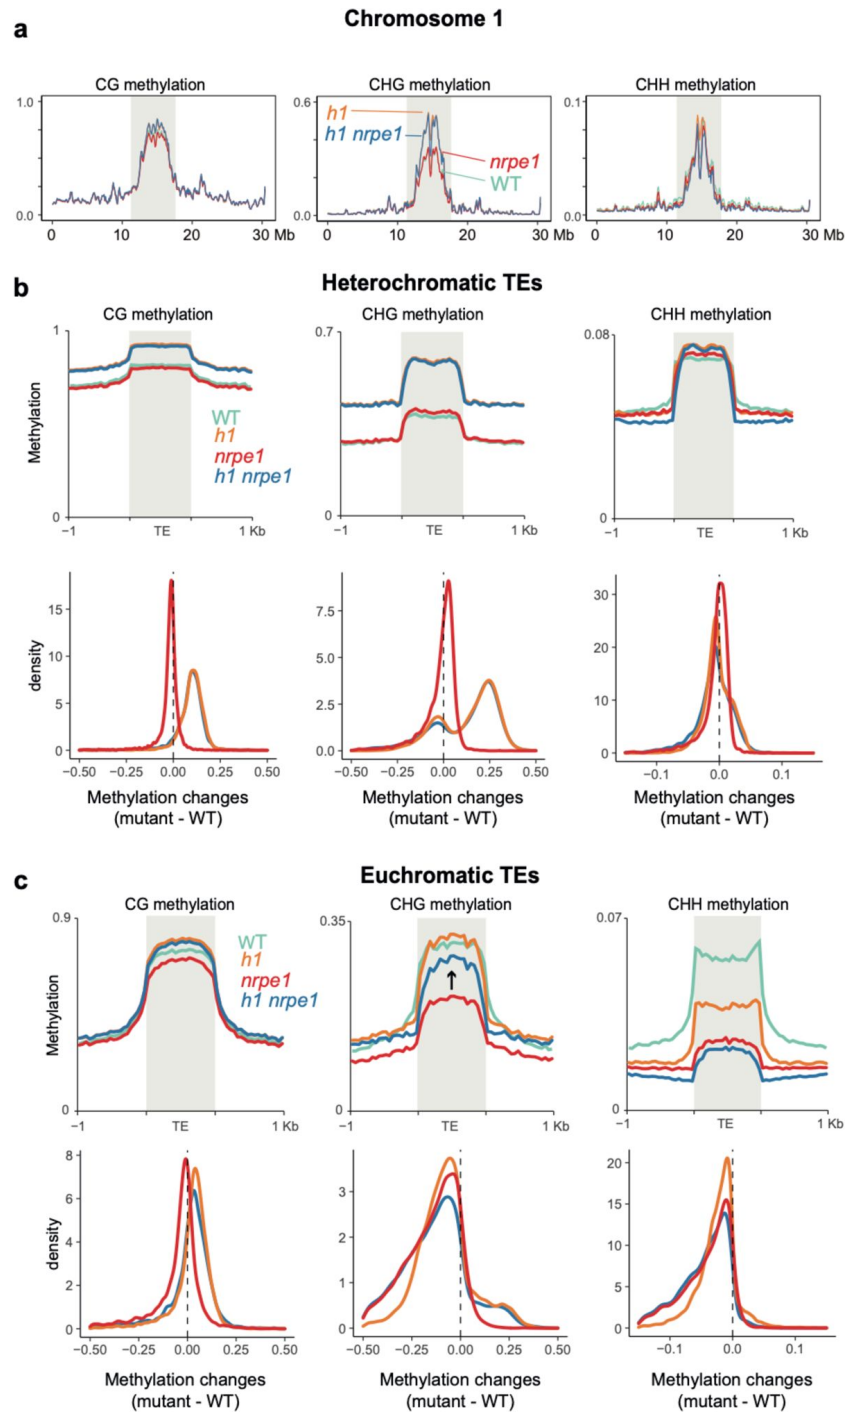 a
Chromosome 1
CG methylation
CHG methylation
CHH methylation
1.0
0.0
0 10 20 30 Mb
0.6
0.0
h1
h1 nrpe1
nrpe1
WT
0 10 20 30 Mb
0.1
0.0
0 10 20 30 Mb
b
Heterochromatic TEs
CG methylation
CHG methylation
CHH methylation
Methylation
1
0
WT
h1
nrpe1
h1 nrpe1
−1 TE 1 Kb
0.7
0
−1 TE 1 Kb
0.08
0
−1 TE 1 Kb
density
15
10
5
0
−0.50 −0.25 0.00 0.25 0.50
Methylation changes
(mutant - WT)
7.5
5.0
2.5
0.0
−0.50 −0.25 0.00 0.25 0.50
Methylation changes
(mutant - WT)
30
20
10
0
−0.1 0.0 0.1
Methylation changes
(mutant - WT)
c
Euchromatic TEs
CG methylation
CHG methylation
CHH methylation
Methylation
0.9
0
WT
h1
nrpe1
h1 nrpe1
−1 TE 1 Kb
0.35
0
−1 TE 1 Kb
0.07
0
−1 TE 1 Kb
density
8
6
4
2
0
−0.50 −0.25 0.00 0.25 0.50
Methylation changes
(mutant - WT)
3
2
1
0
−0.50 −0.25 0.00 0.25 0.50
Methylation changes
(mutant - WT)
20
15
10
5
0
−0.1 0.0 0.1
Methylation changes
(mutant - WT)